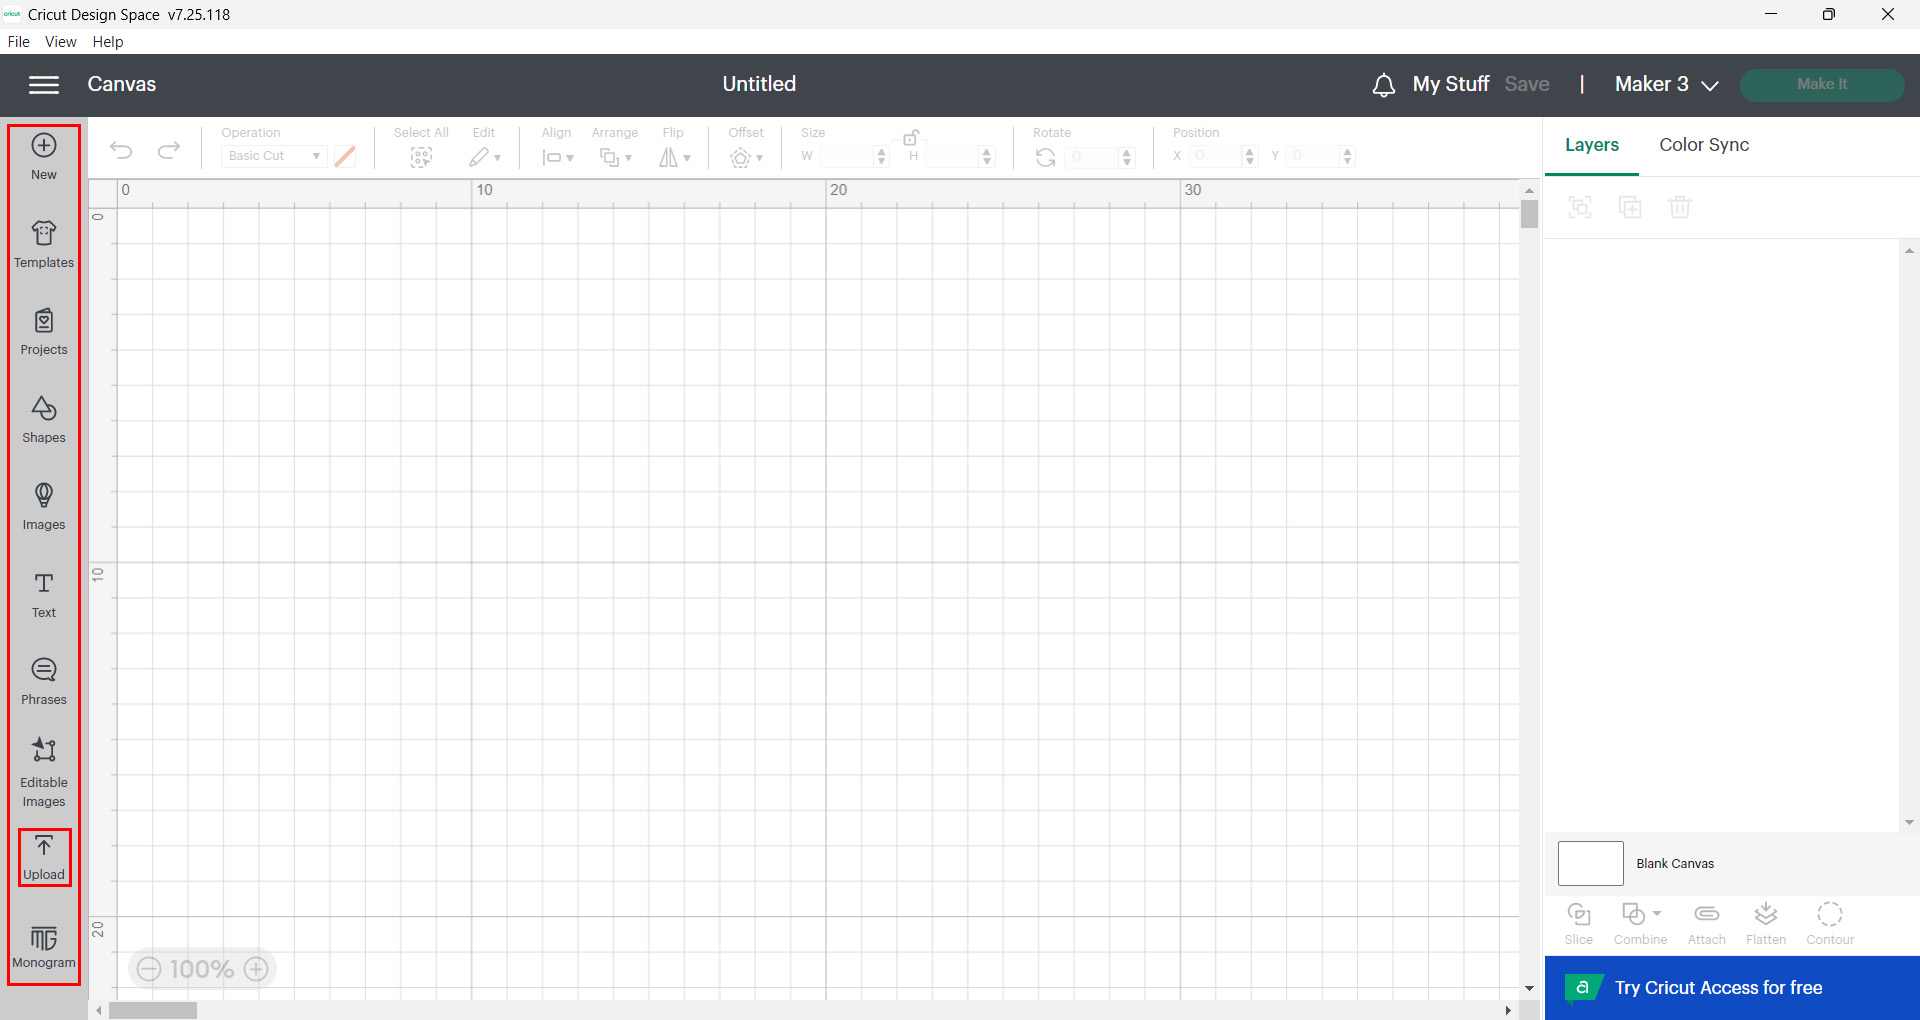 cricut Cricut Design Space v7.25.118
File View Help
Canvas Untitled My Stuff Save | Maker 3 Make It
New
Templates
Projects
Shapes
Images
Text
Phrases
Editable
Images
Upload
Monogram
Operation Select All Edit Align Arrange Flip Offset Size Rotate Position
Basic Cut W H 0 X 0 Y 0
0 10 20 30
0
10
20
100%
Layers Color Sync
Blank Canvas
Slice Combine Attach Flatten Contour
a Try Cricut Access for free